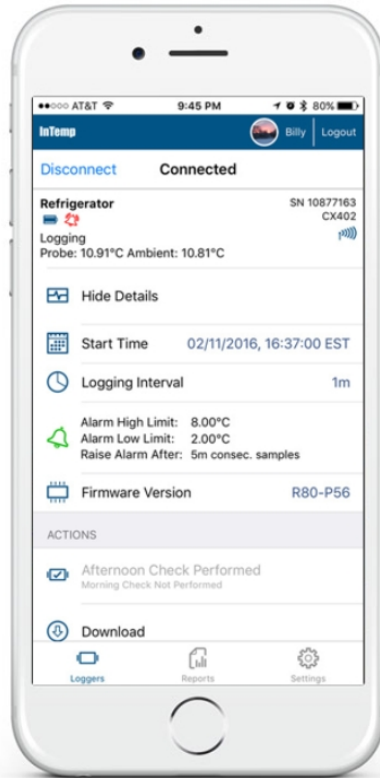 ●●○○○ AT&T 9:45 PM 80%
InTemp Billy Logout
Disconnect Connected
Refrigerator SN 10877163
CX402
Logging
Probe: 10.91°C Ambient: 10.81°C
Hide Details
Start Time 02/11/2016, 16:37:00 EST
Logging Interval 1m
Alarm High Limit: 8.00°C
Alarm Low Limit: 2.00°C
Raise Alarm After: 5m consec. samples
Firmware Version R80-P56
ACTIONS
Afternoon Check Performed
Morning Check Not Performed
Download
Loggers Reports Settings